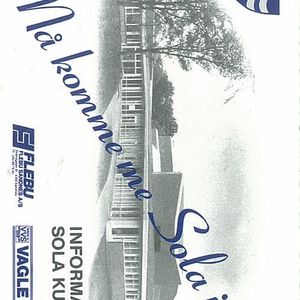 Nå komme me Sola
INFORMA
SOLA KU
FLEBU
FLEBU SANDNES A/S
VVS
VAGLE